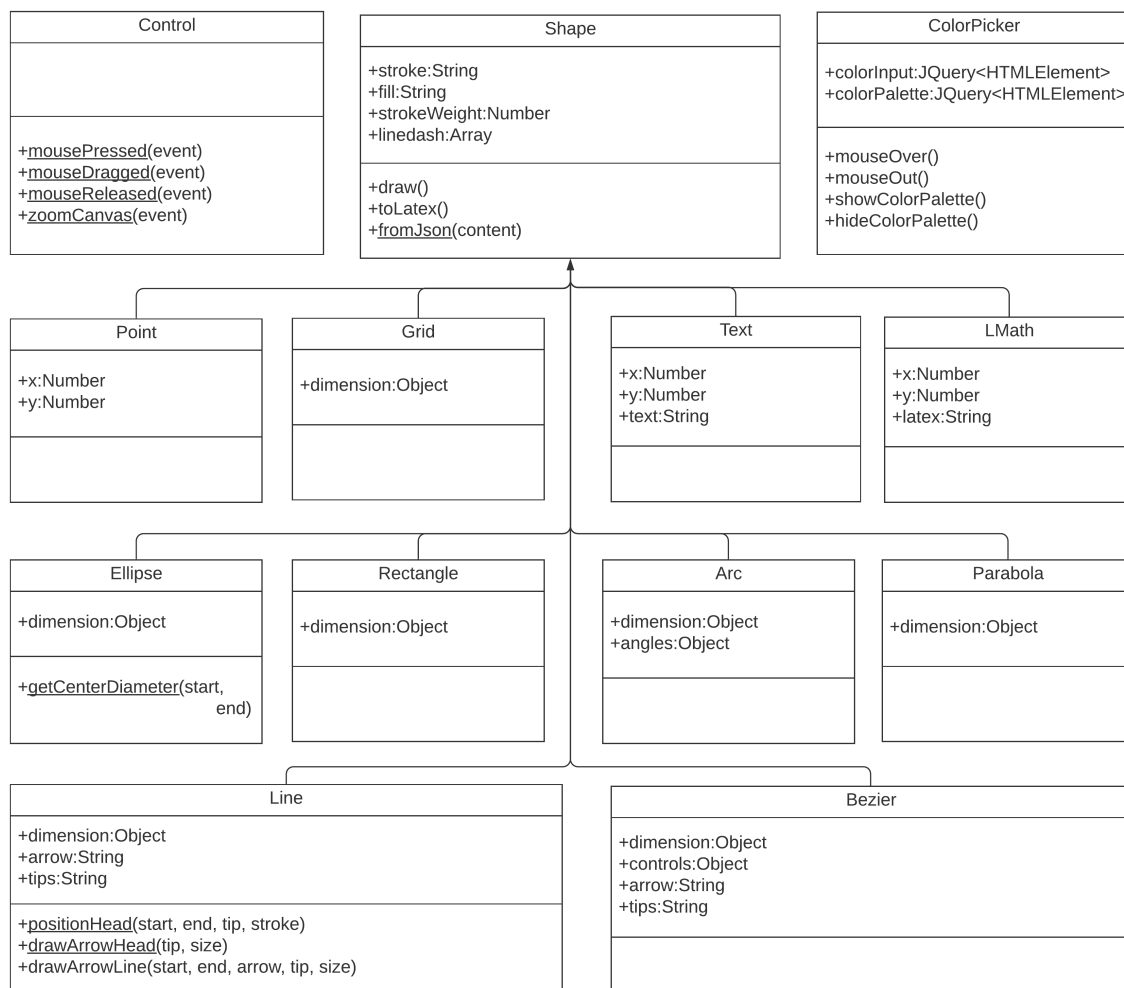 Control
+mousePressed(event)
+mouseDragged(event)
+mouseReleased(event)
+zoomCanvas(event)
Shape
+stroke:String
+fill:String
+strokeWeight:Number
+linedash:Array
+draw()
+toLatex()
+fromJson(content)
ColorPicker
+colorInput:JQuery<HTMLElement>
+colorPalette:JQuery<HTMLElement>
+mouseOver()
+mouseOut()
+showColorPalette()
+hideColorPalette()
Point
+x:Number
+y:Number
Grid
+dimension:Object
Text
+x:Number
+y:Number
+text:String
LMath
+x:Number
+y:Number
+latex:String
Ellipse
+dimension:Object
+getCenterDiameter(start,
end)
Rectangle
+dimension:Object
Arc
+dimension:Object
+angles:Object
Parabola
+dimension:Object
Line
+dimension:Object
+arrow:String
+tips:String
+positionHead(start, end, tip, stroke)
+drawArrowHead(tip, size)
+drawArrowLine(start, end, arrow, tip, size)
Bezier
+dimension:Object
+controls:Object
+arrow:String
+tips:String